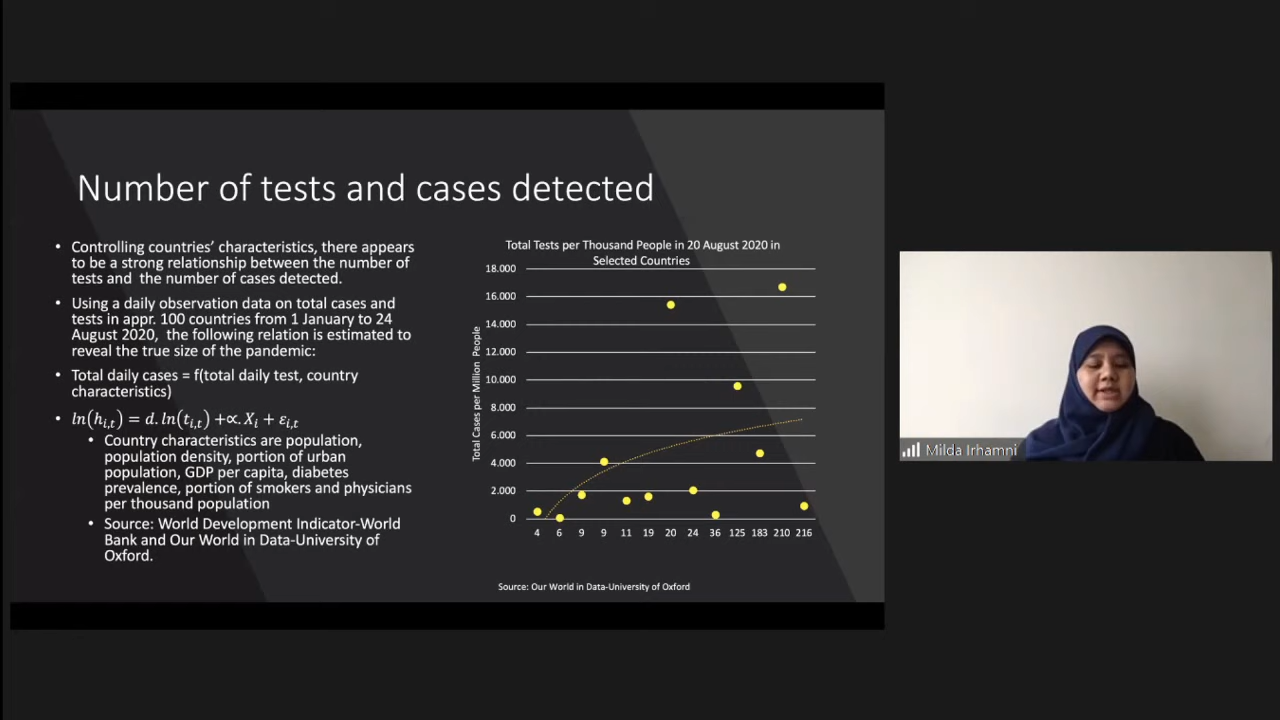 Number of tests and cases detected
• Controlling countries' characteristics, there appears
to be a strong relationship between the number of
tests and the number of cases detected.
• Using a daily observation data on total cases and
tests in appr. 100 countries from 1 January to 24
August 2020, the following relation is estimated to
reveal the true size of the pandemic:
• Total daily cases = f(total daily test, country
characteristics)
• ln(h_{i,t}) = d. ln(t_{i,t}) +∝. X_i + ε_{i,t}
• Country characteristics are population,
population density, portion of urban
population, GDP per capita, diabetes
prevalence, portion of smokers and physicians
per thousand population
• Source: World Development Indicator-World
Bank and Our World in Data-University of
Oxford.
Total Tests per Thousand People in 20 August 2020 in
Selected Countries
Total Cases per Million People
18.000
16.000
14.000
12.000
10.000
8.000
6.000
4.000
2.000
0
4 6 9 9 11 19 20 24 36 125 183 210 216
Source: Our World in Data-University of Oxford
Milda Irhamni